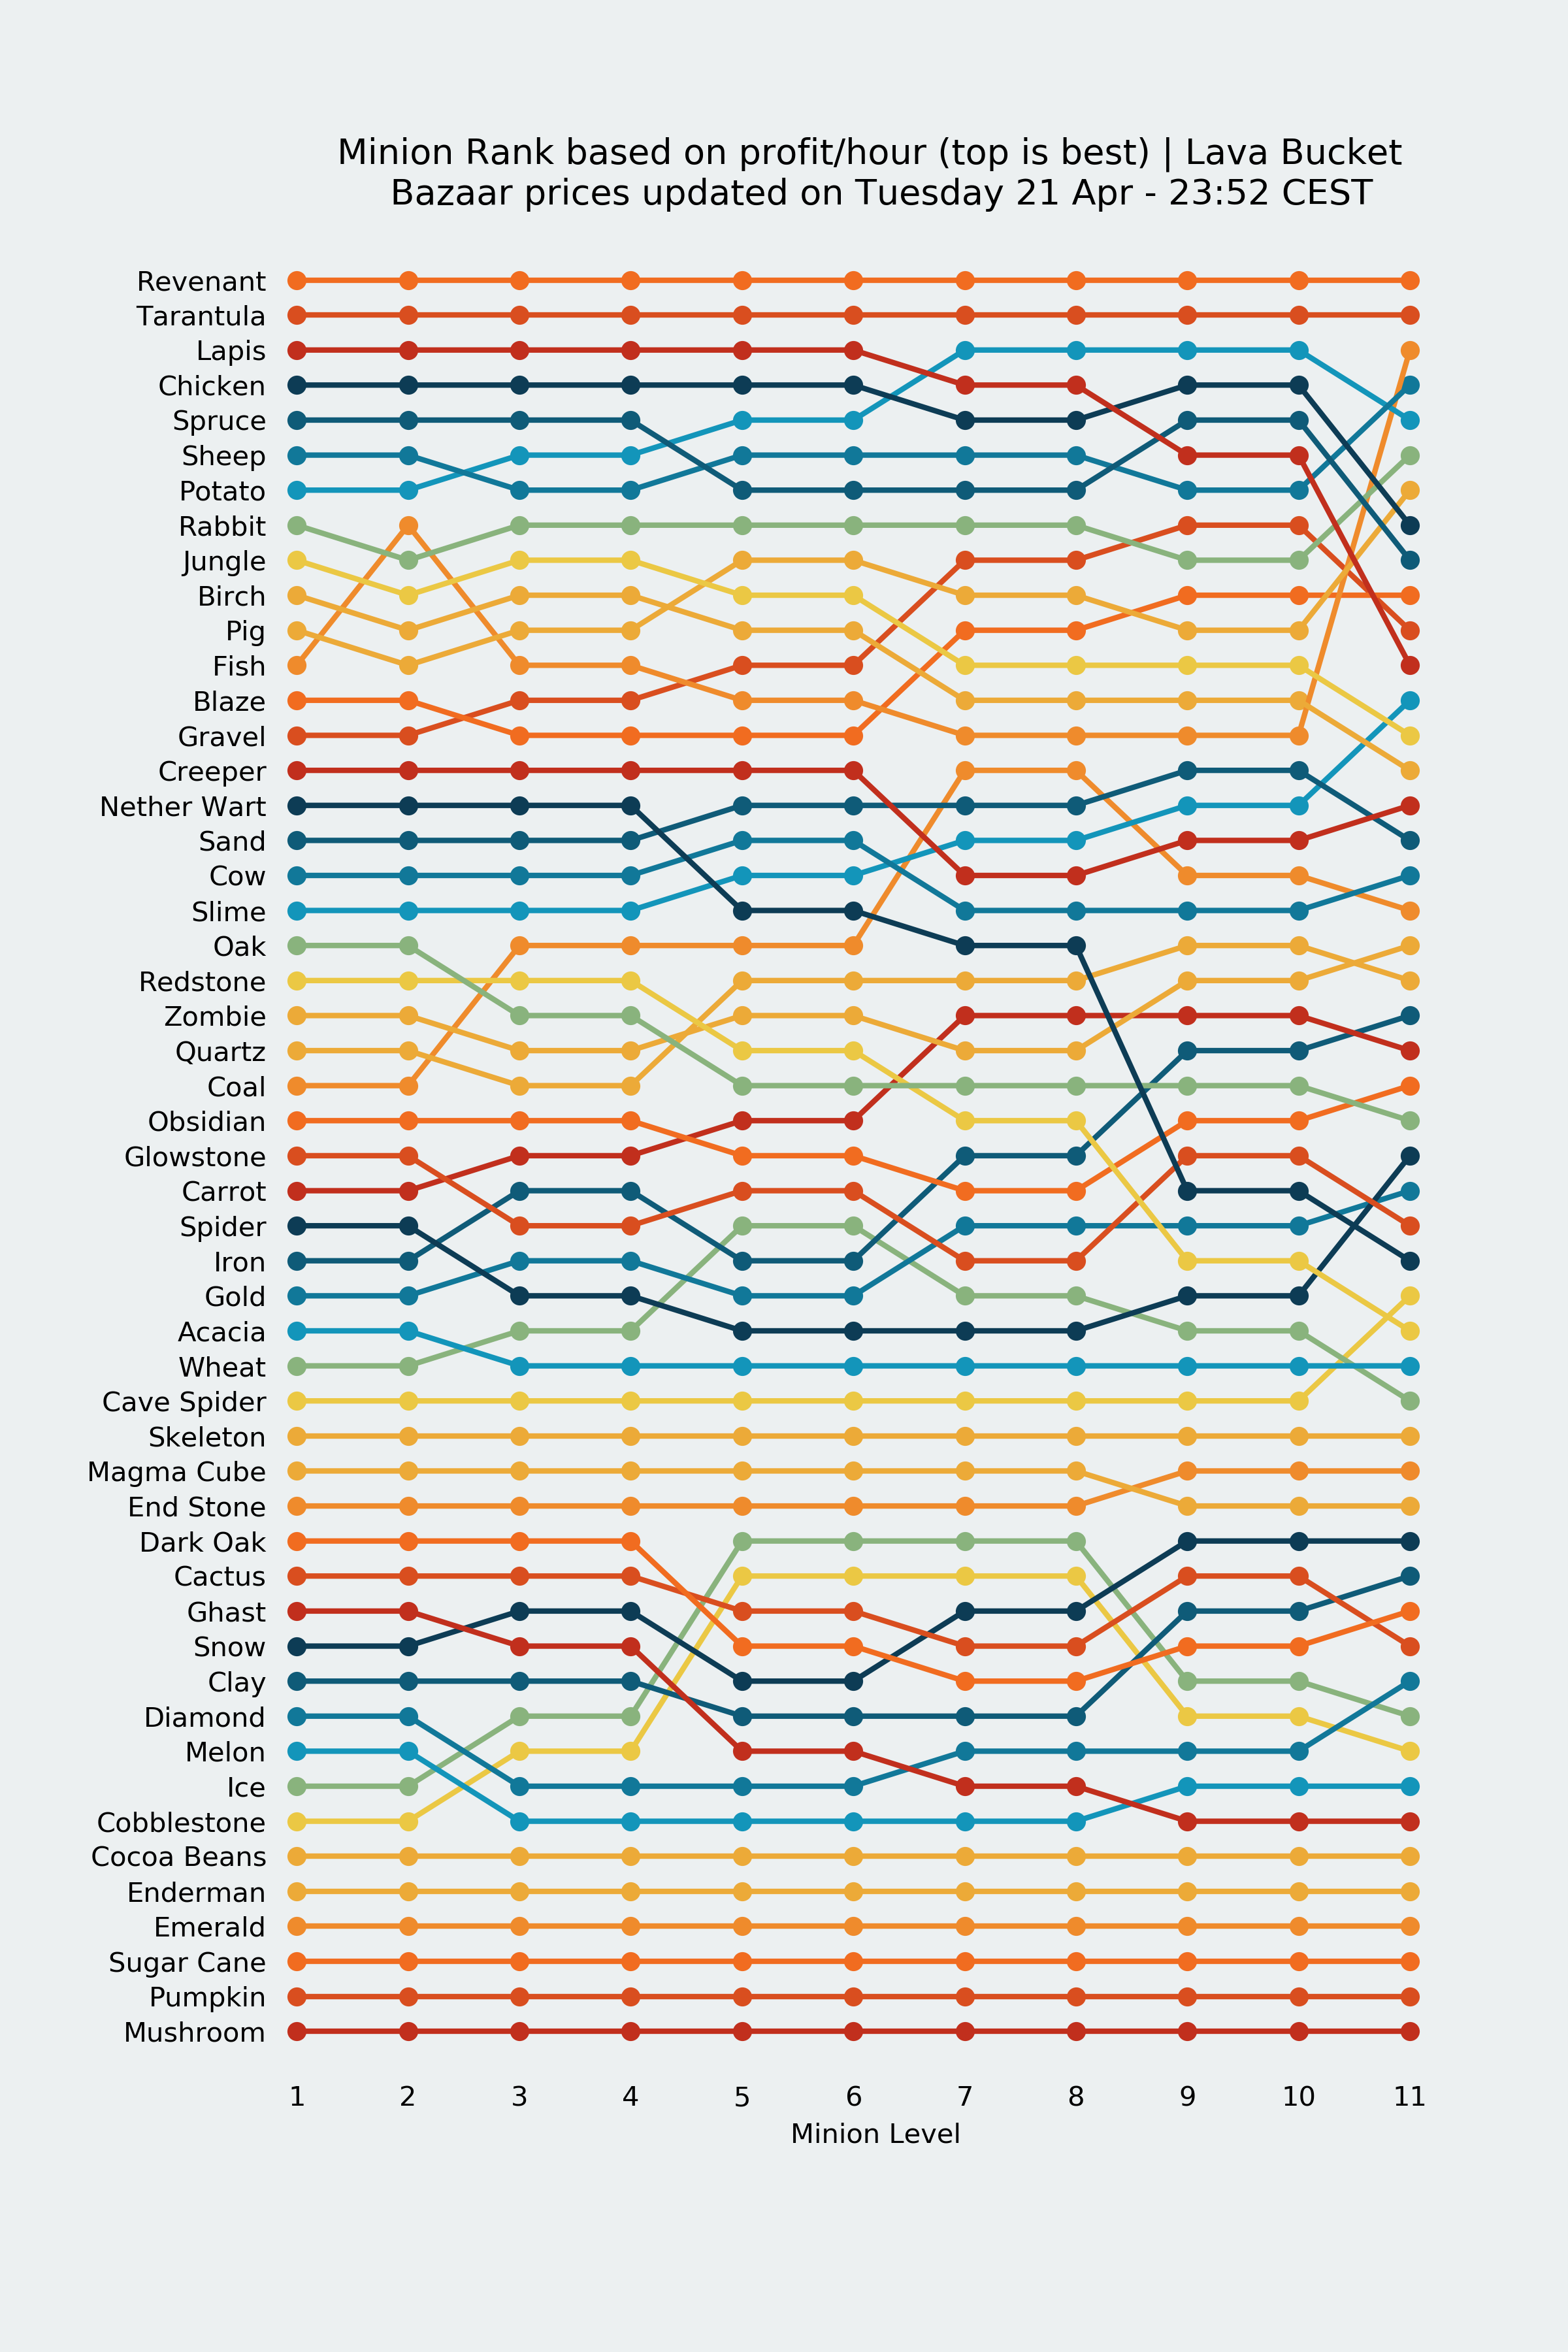 Minion Rank based on profit/hour (top is best) | Lava Bucket
Bazaar prices updated on Tuesday 21 Apr - 23:52 CEST
Revenant
Tarantula
Lapis
Chicken
Spruce
Sheep
Potato
Rabbit
Jungle
Birch
Pig
Fish
Blaze
Gravel
Creeper
Nether Wart
Sand
Cow
Slime
Oak
Redstone
Zombie
Quartz
Coal
Obsidian
Glowstone
Carrot
Spider
Iron
Gold
Acacia
Wheat
Cave Spider
Skeleton
Magma Cube
End Stone
Dark Oak
Cactus
Ghast
Snow
Clay
Diamond
Melon
Ice
Cobblestone
Cocoa Beans
Enderman
Emerald
Sugar Cane
Pumpkin
Mushroom
1 2 3 4 5 6 7 8 9 10 11
Minion Level